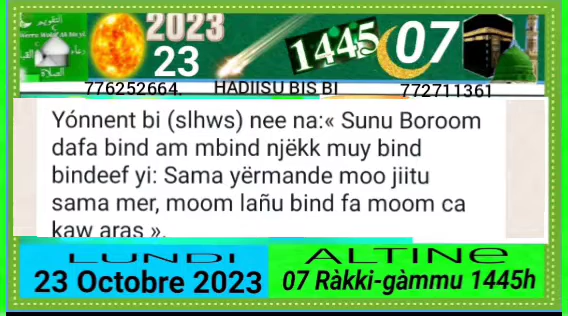 2023
23
1445
07
776252664.
HADIISU BIS BI
772711361
Yónnent bi (slhws) nee na:« Sunu Boroom
dafa bind am mbind njëkk muy bind
bindeef yi: Sama yërmande moo jiitu
sama mer, moom lañu bind fa moom ca
kaw aras ».
LUNDI
ALTINE
23 Octobre 2023
07 Ràkki-gàmmu 1445h